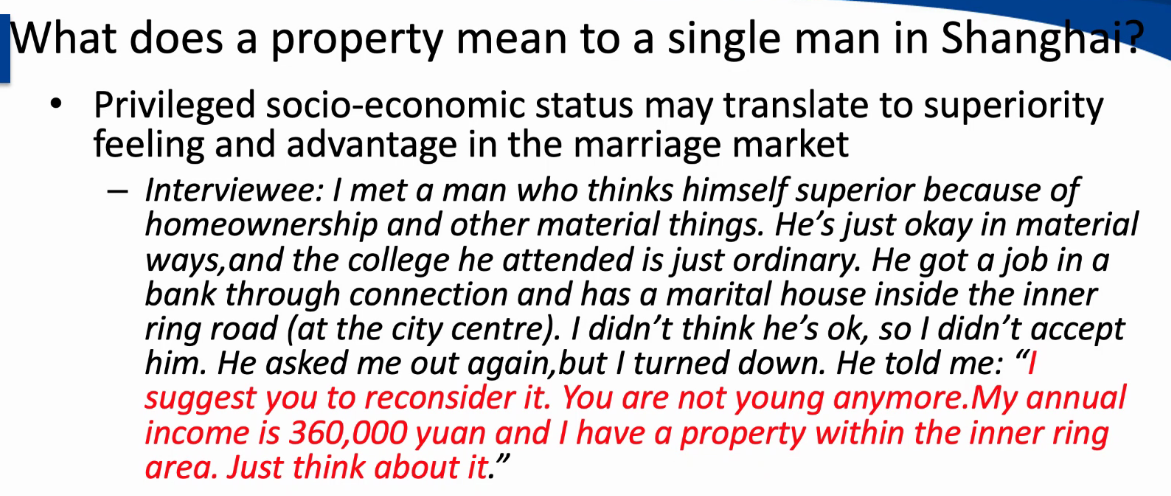 What does a property mean to a single man in Shanghai?
• Privileged socio-economic status may translate to superiority
feeling and advantage in the marriage market
– Interviewee: I met a man who thinks himself superior because of
homeownership and other material things. He’s just okay in material
ways,and the college he attended is just ordinary. He got a job in a
bank through connection and has a marital house inside the inner
ring road (at the city centre). I didn’t think he’s ok, so I didn’t accept
him. He asked me out again,but I turned down. He told me: “I
suggest you to reconsider it. You are not young anymore.My annual
income is 360,000 yuan and I have a property within the inner ring
area. Just think about it.”